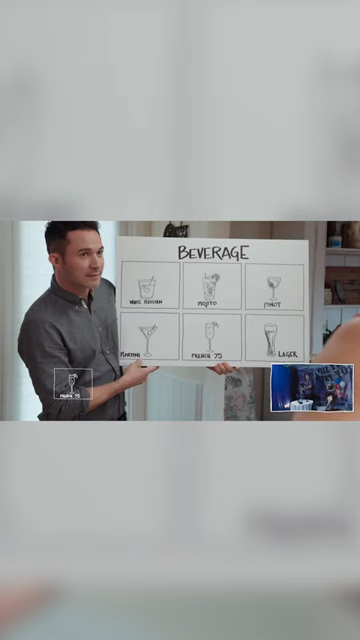 BEVERAGE
WHITE RUSSIAN
MOJITO
PINOT
MARTINI
FRENCH 75
LAGER
FRENCH 75